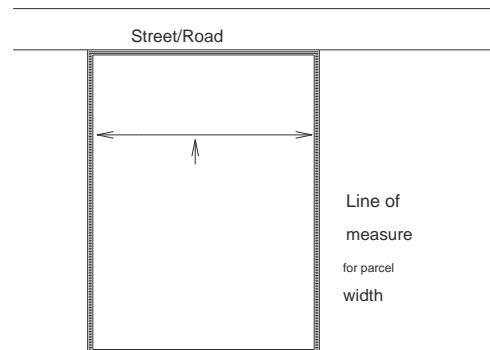 Street/Road
Line of
measure
for parcel
width